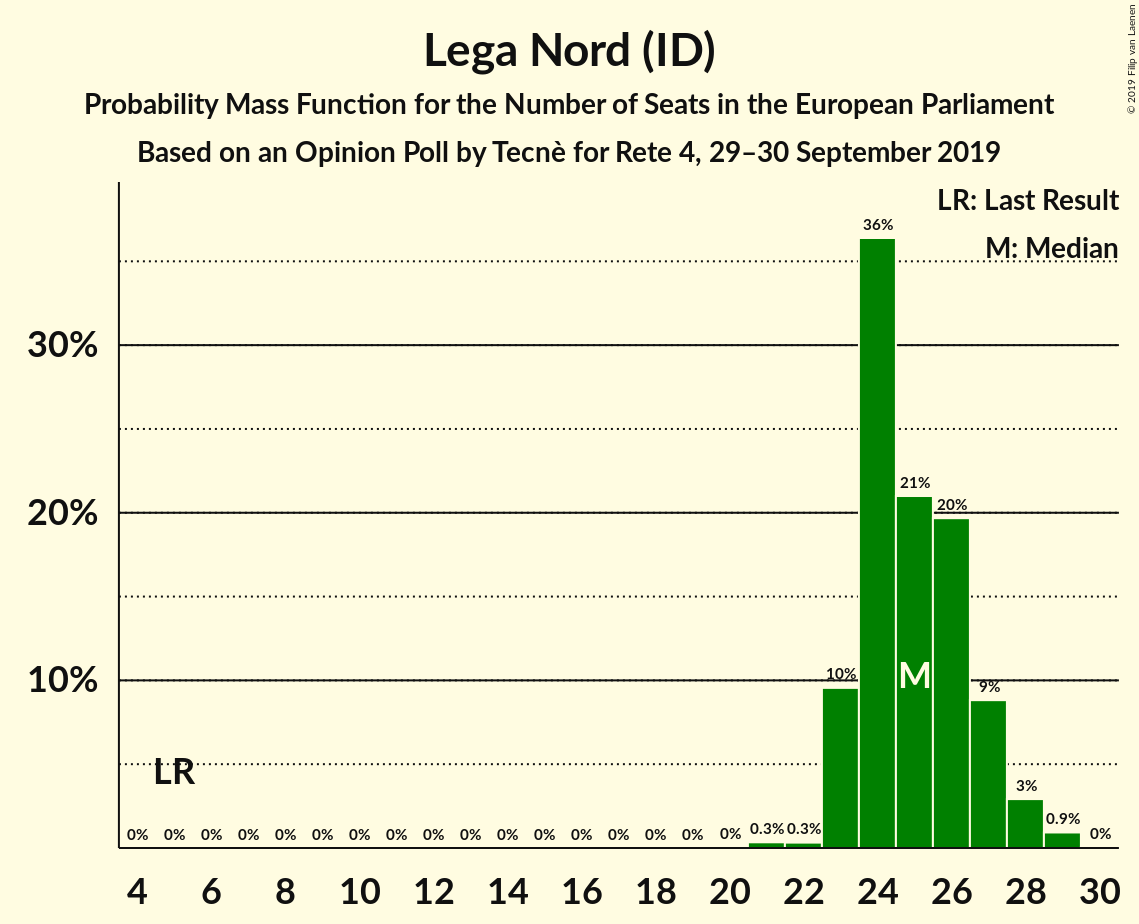 Lega Nord (ID)
Probability Mass Function for the Number of Seats in the European Parliament
Based on an Opinion Poll by Tecnè for Rete 4, 29–30 September 2019
© 2019 Filip van Laenen
LR: Last Result
M: Median
30%
20%
10%
LR
M
0% 0% 0% 0% 0% 0% 0% 0% 0% 0% 0% 0% 0% 0% 0% 0% 0% 0.3% 0.3% 10% 36% 21% 20% 9% 3% 0.9% 0%
4 6 8 10 12 14 16 18 20 22 24 26 28 30